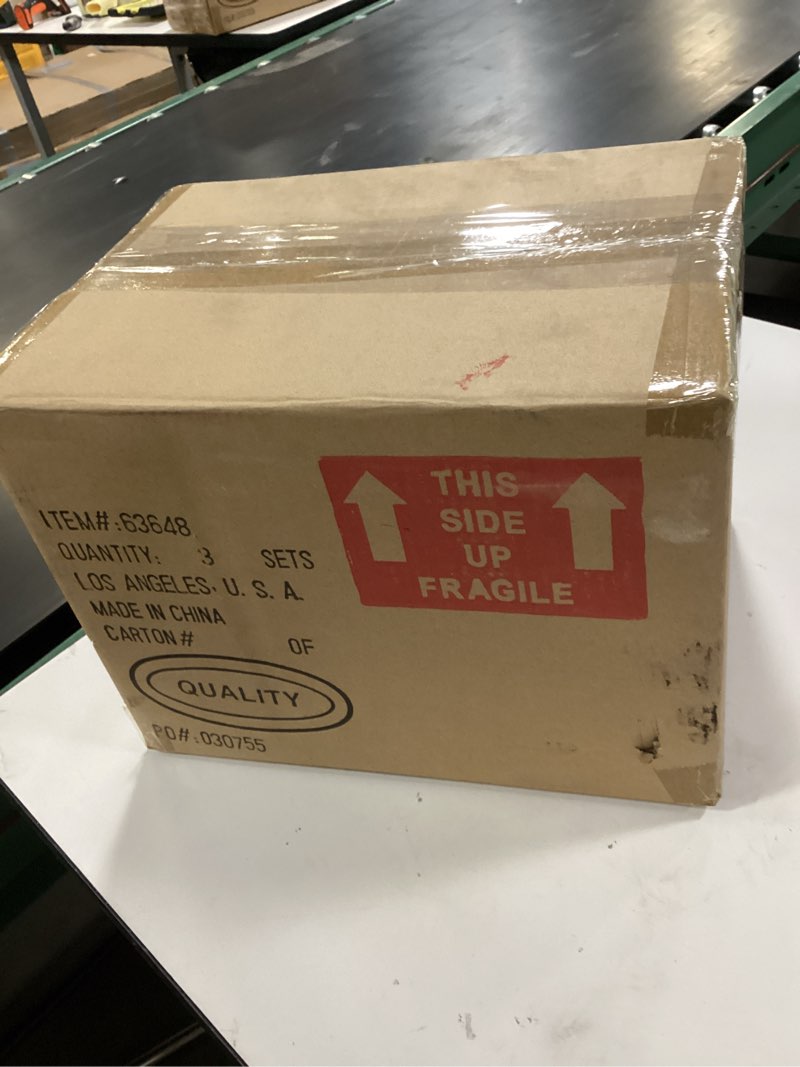 ITEM#:63648
QUANTITY: 3 SETS
LOS ANGELES, U. S. A.
MADE IN CHINA
CARTON# OF
QUALITY
PO#:030755
THIS
SIDE
UP
FRAGILE